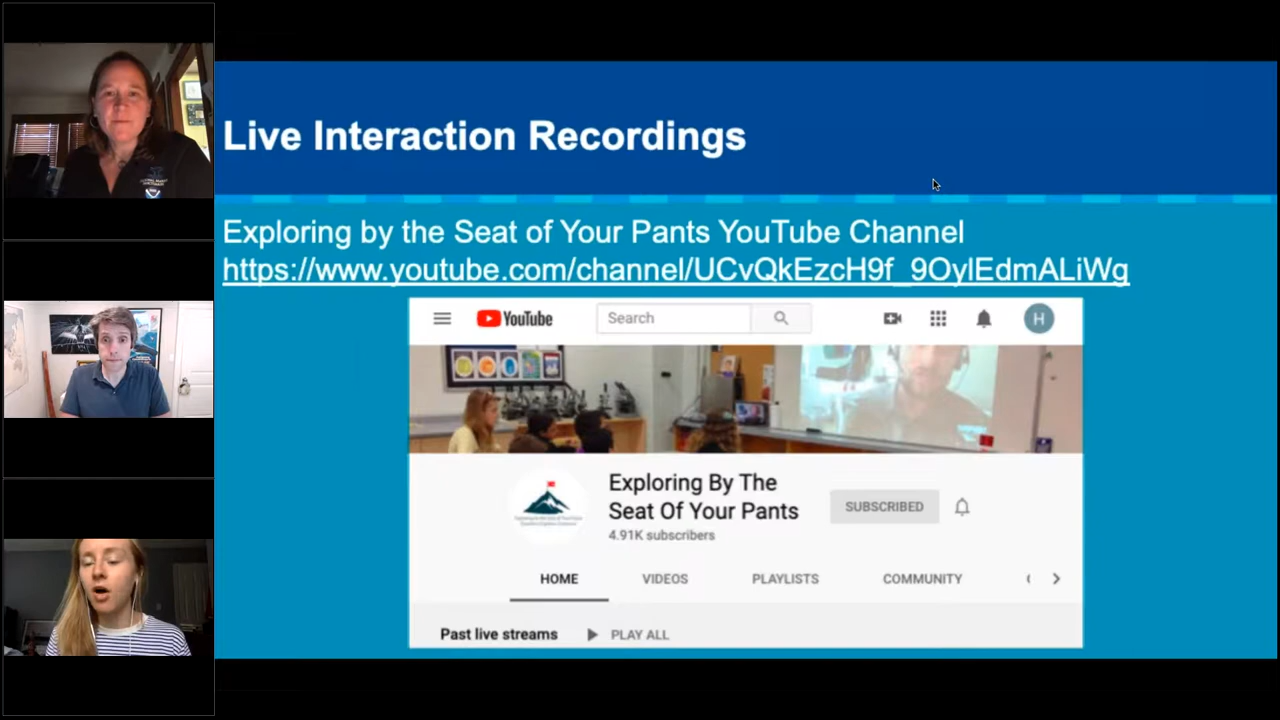 Live Interaction Recordings
Exploring by the Seat of Your Pants YouTube Channel
https://www.youtube.com/channel/UCvQkEzcH9f_9OylEdmALiWg
YouTube
Search
H
Exploring By The
Seat Of Your Pants
SUBSCRIBED
4.91K subscribers
HOME VIDEOS PLAYLISTS COMMUNITY
Past live streams PLAY ALL